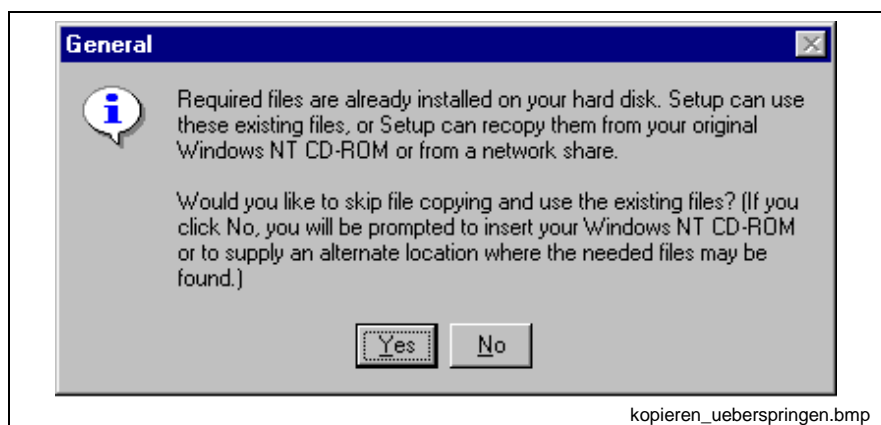 General
Required files are already installed on your hard disk. Setup can use
these existing files, or Setup can recopy them from your original
Windows NT CD-ROM or from a network share.
Would you like to skip file copying and use the existing files? (If you
click No, you will be prompted to insert your Windows NT CD-ROM
or to supply an alternate location where the needed files may be
found.)
Yes No
kopieren_ueberspringen.bmp